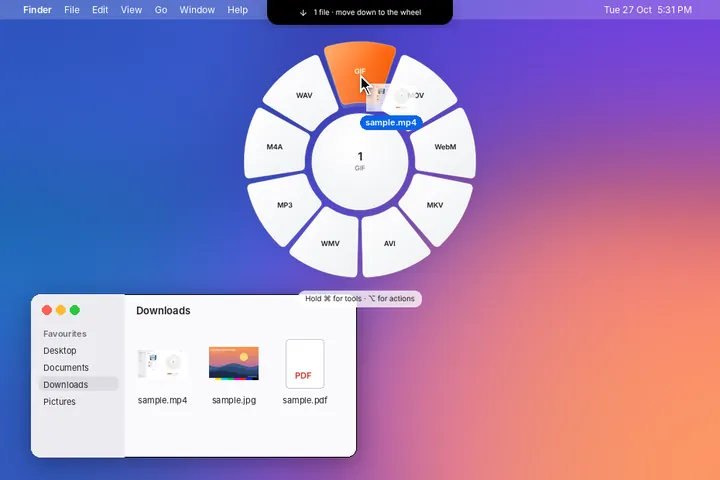 Finder File Edit View Go Window Help
↓ 1 file · move down to the wheel
Tue 27 Oct 5:31 PM
GIF
WAV
MOV
sample.mp4
M4A
1
GIF
WebM
MP3
MKV
WMV
AVI
Hold ⌘ for tools · ⌥ for actions
Downloads
Favourites
Desktop
Documents
Downloads
Pictures
PDF
sample.mp4
sample.jpg
sample.pdf